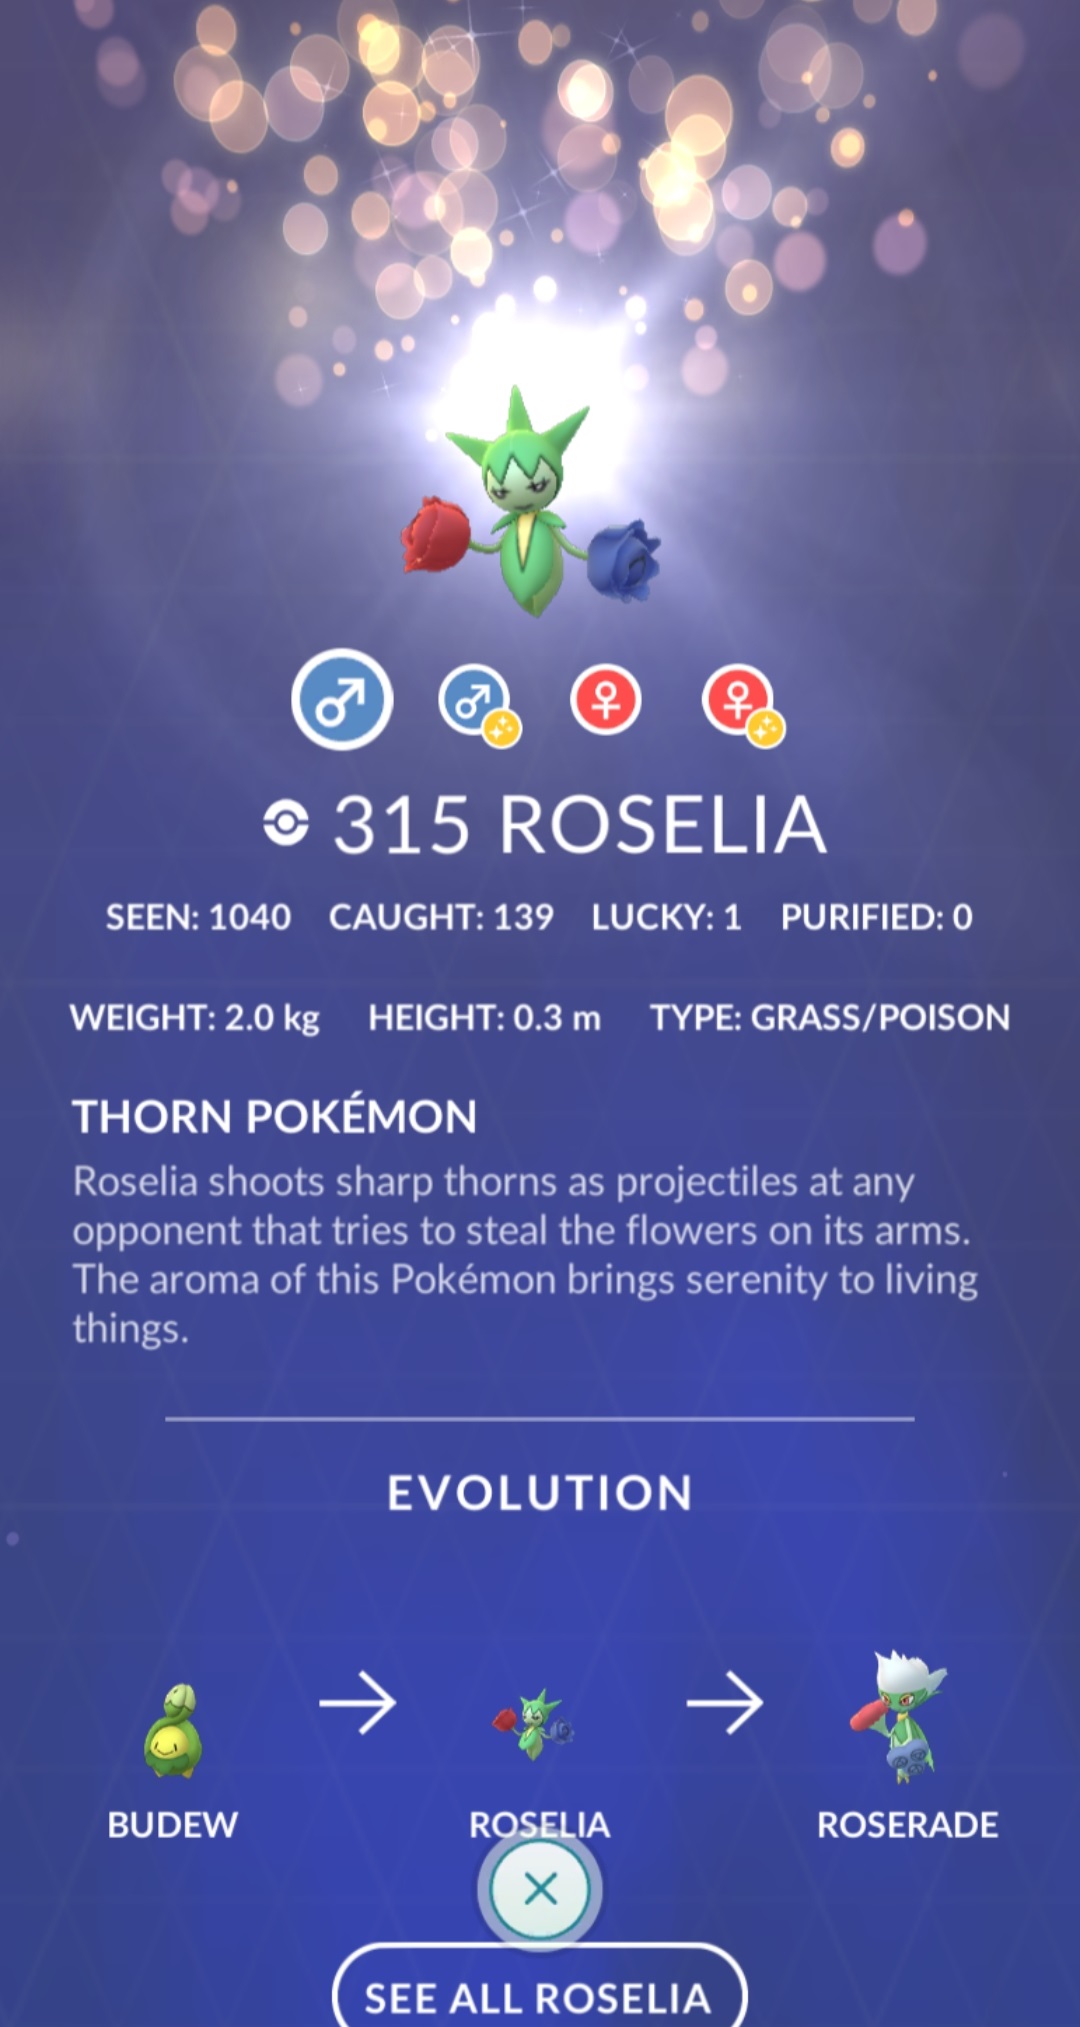 315 ROSELIA
SEEN: 1040 CAUGHT: 139 LUCKY: 1 PURIFIED: 0
WEIGHT: 2.0 kg HEIGHT: 0.3 m TYPE: GRASS/POISON
THORN POKÉMON
Roselia shoots sharp thorns as projectiles at any
opponent that tries to steal the flowers on its arms.
The aroma of this Pokémon brings serenity to living
things.
EVOLUTION
BUDEW ROSELIA ROSERADE
SEE ALL ROSELIA